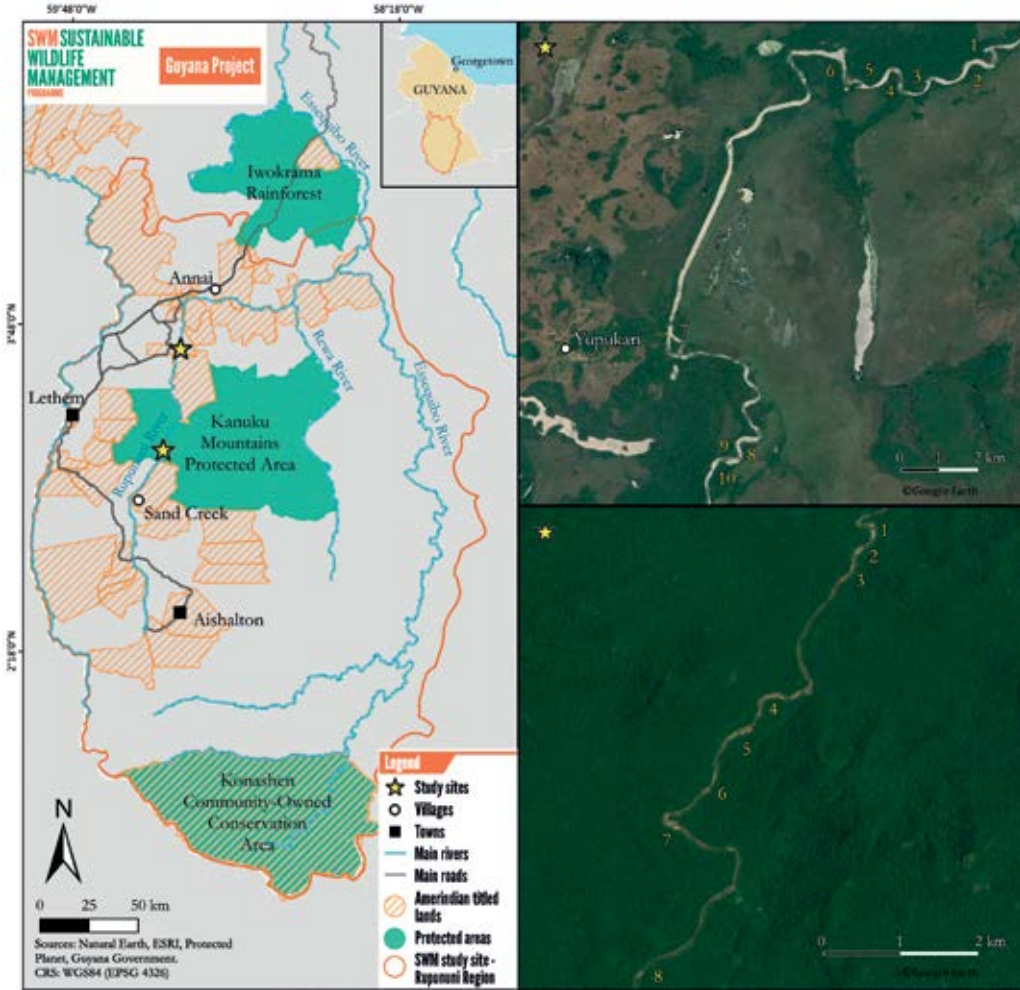 59°48'0"W
58°18'0"W
SWM SUSTAINABLE
WILDLIFE
MANAGEMENT
PROGRAMME
Guyana Project
Georgetown
GUYANA
Essequibo River
Iwokrama
Rainforest
Annai
3°48'0"N
Rewa River
Essequibo River
Lethem
Kanuku
Mountains
Protected Area
Rupununi River
Sand Creek
Aishalton
2°18'0"N
Konashen
Community-Owned
Conservation
Area
N
0 25 50 km
Sources: Natural Earth, ESRI, Protected
Planet, Guyana Government.
CRS: WGS84 (EPSG 4326)
Legend
Study sites
Villages
Towns
Main rivers
Main roads
Amerindian titled
lands
Protected areas
SWM study site -
Rupununi Region
1
2
3
4
5
6
7
Yupukari
8
9
10
0 1 2 km
©Google Earth
1
2
3
4
5
6
7
8
0 1 2 km
©Google Earth